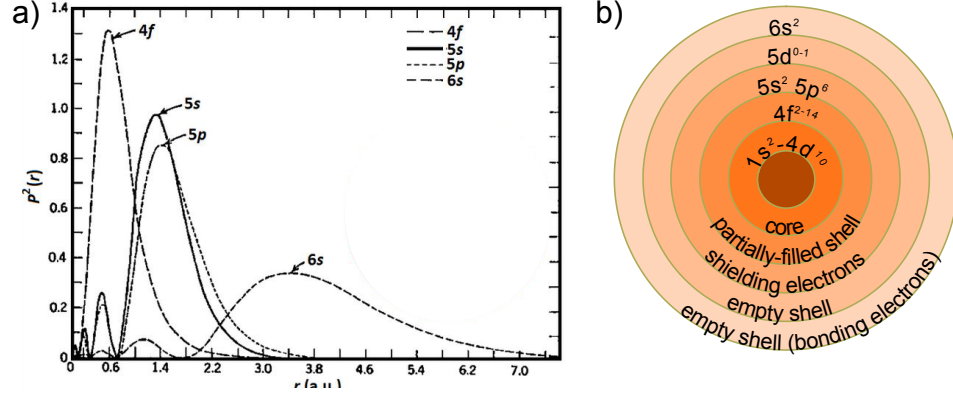 a)
1.4
1.2
1.0
0.8
0.6
0.4
0.2
0
P²(r)
4f
5s
5p
6s
4f
5s
5p
6s
0 0.6 1.4 2.2 3.0 3.8 4.6 5.4 6.2 7.0
r (a.u.)
b)
6s²
5d⁰⁻¹
5s² 5p⁶
4f²⁻¹⁴
1s²-4d¹⁰
core
partially-filled shell
shielding electrons
empty shell
empty shell (bonding electrons)